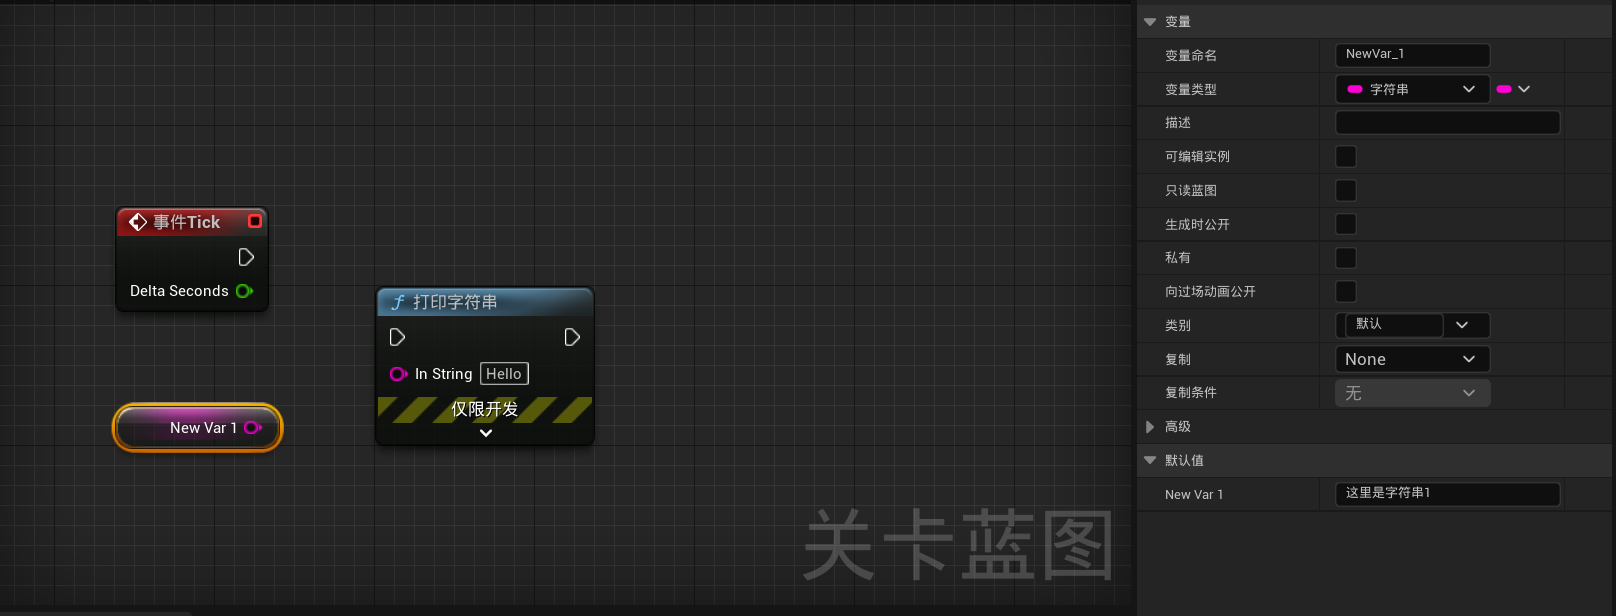 事件Tick
Delta Seconds
打印字符串
In String Hello
仅限开发
New Var 1
关卡蓝图
变量
变量命名 NewVar_1
变量类型 字符串
描述
可编辑实例
只读蓝图
生成时公开
私有
向过场动画公开
类别 默认
复制 None
复制条件 无
高级
默认值
New Var 1 这里是字符串1